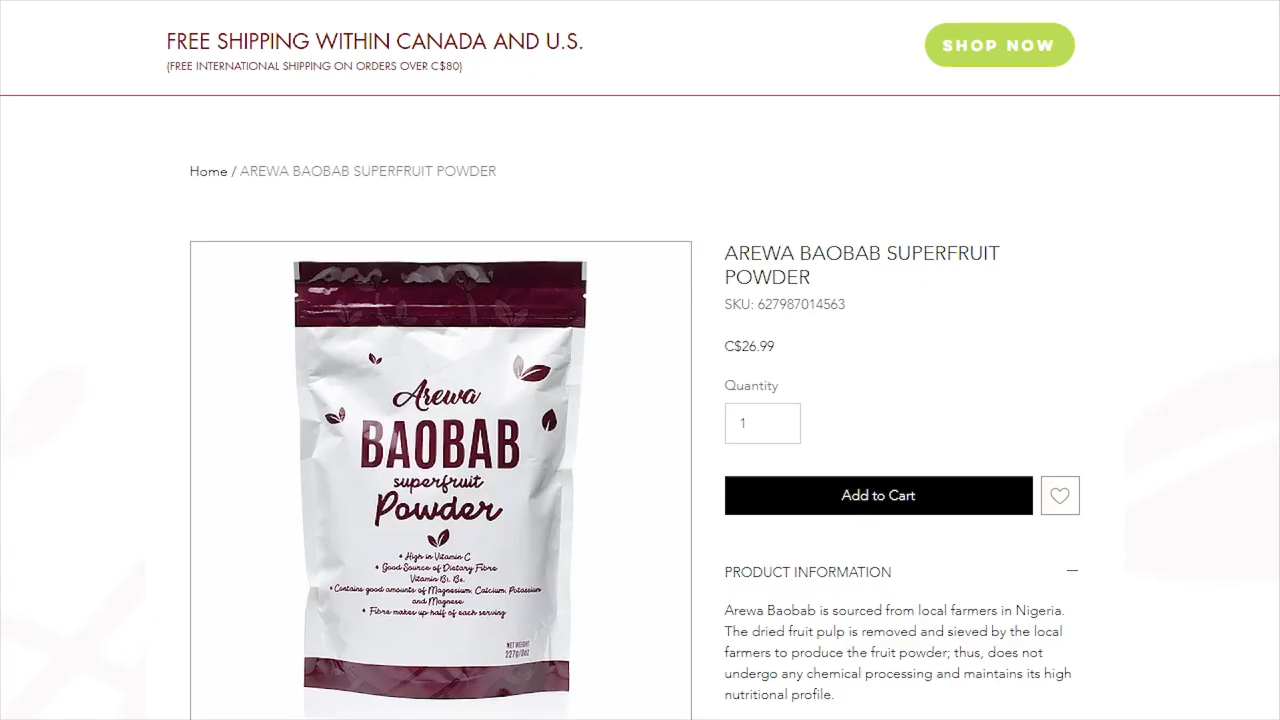 FREE SHIPPING WITHIN CANADA AND U.S.
(FREE INTERNATIONAL SHIPPING ON ORDERS OVER C$80)
SHOP NOW
Home / AREWA BAOBAB SUPERFRUIT POWDER
Arewa
BAOBAB
superfruit
Powder
• High in Vitamin C
• Good Source of Dietary Fibre
Vitamin B1, B6,
• Contains good amounts of Magnesium, Calcium, Potassium
and Magnese
• Fibre makes up half of each serving
NET WEIGHT
227g/8oz
AREWA BAOBAB SUPERFRUIT
POWDER
SKU: 627987014563
C$26.99
Quantity
1
Add to Cart
PRODUCT INFORMATION
Arewa Baobab is sourced from local farmers in Nigeria.
The dried fruit pulp is removed and sieved by the local
farmers to produce the fruit powder; thus, does not
undergo any chemical processing and maintains its high
nutritional profile.